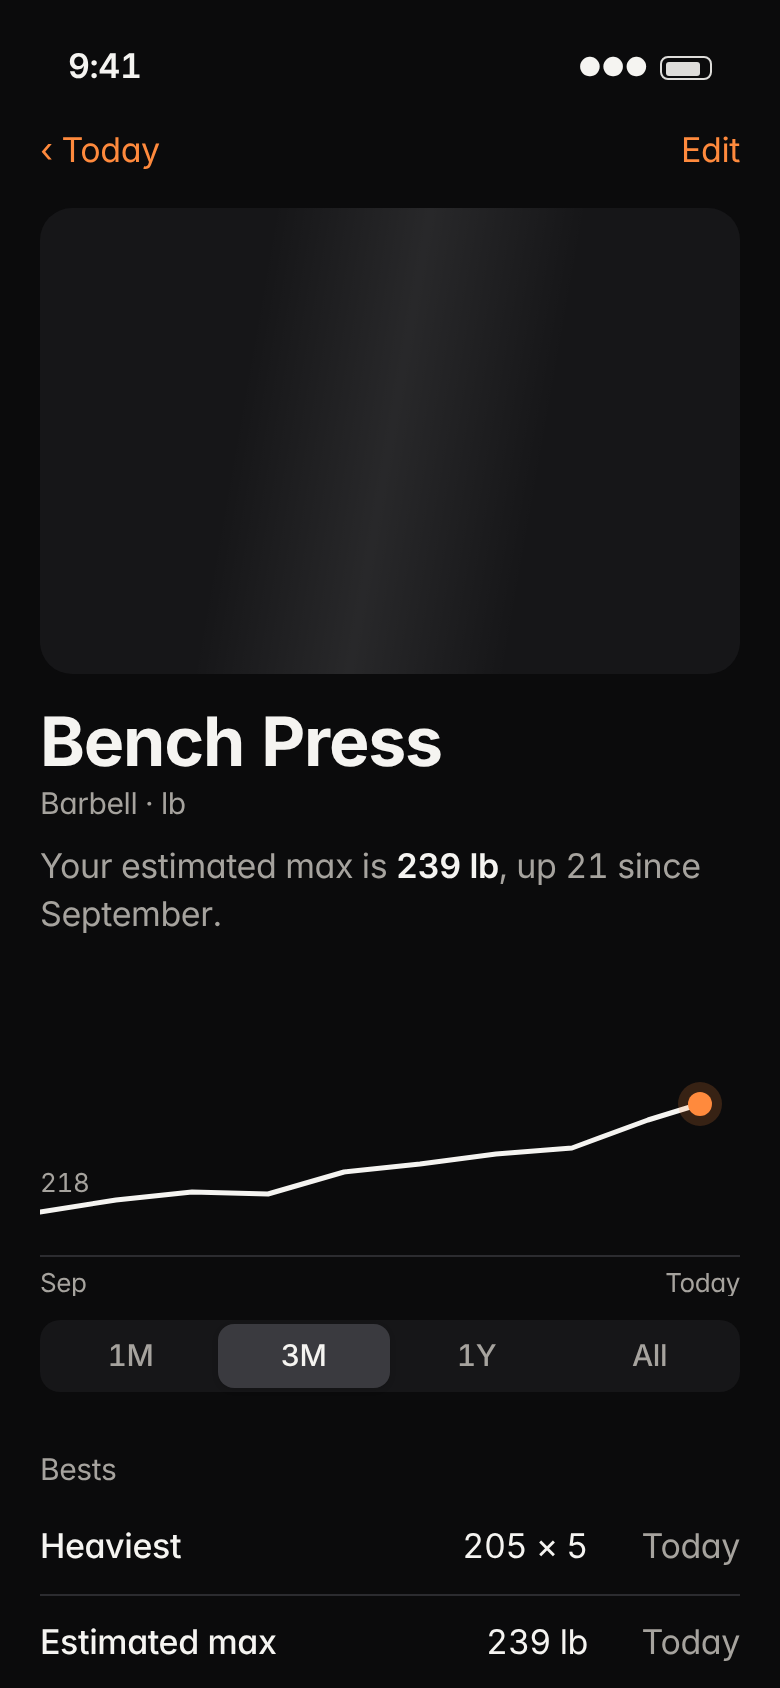 9:41
‹ Today
Edit
Bench Press
Barbell · lb
Your estimated max is 239 lb, up 21 since
September.
218
Sep
Today
1M
3M
1Y
All
Bests
Heaviest
205 × 5
Today
Estimated max
239 lb
Today